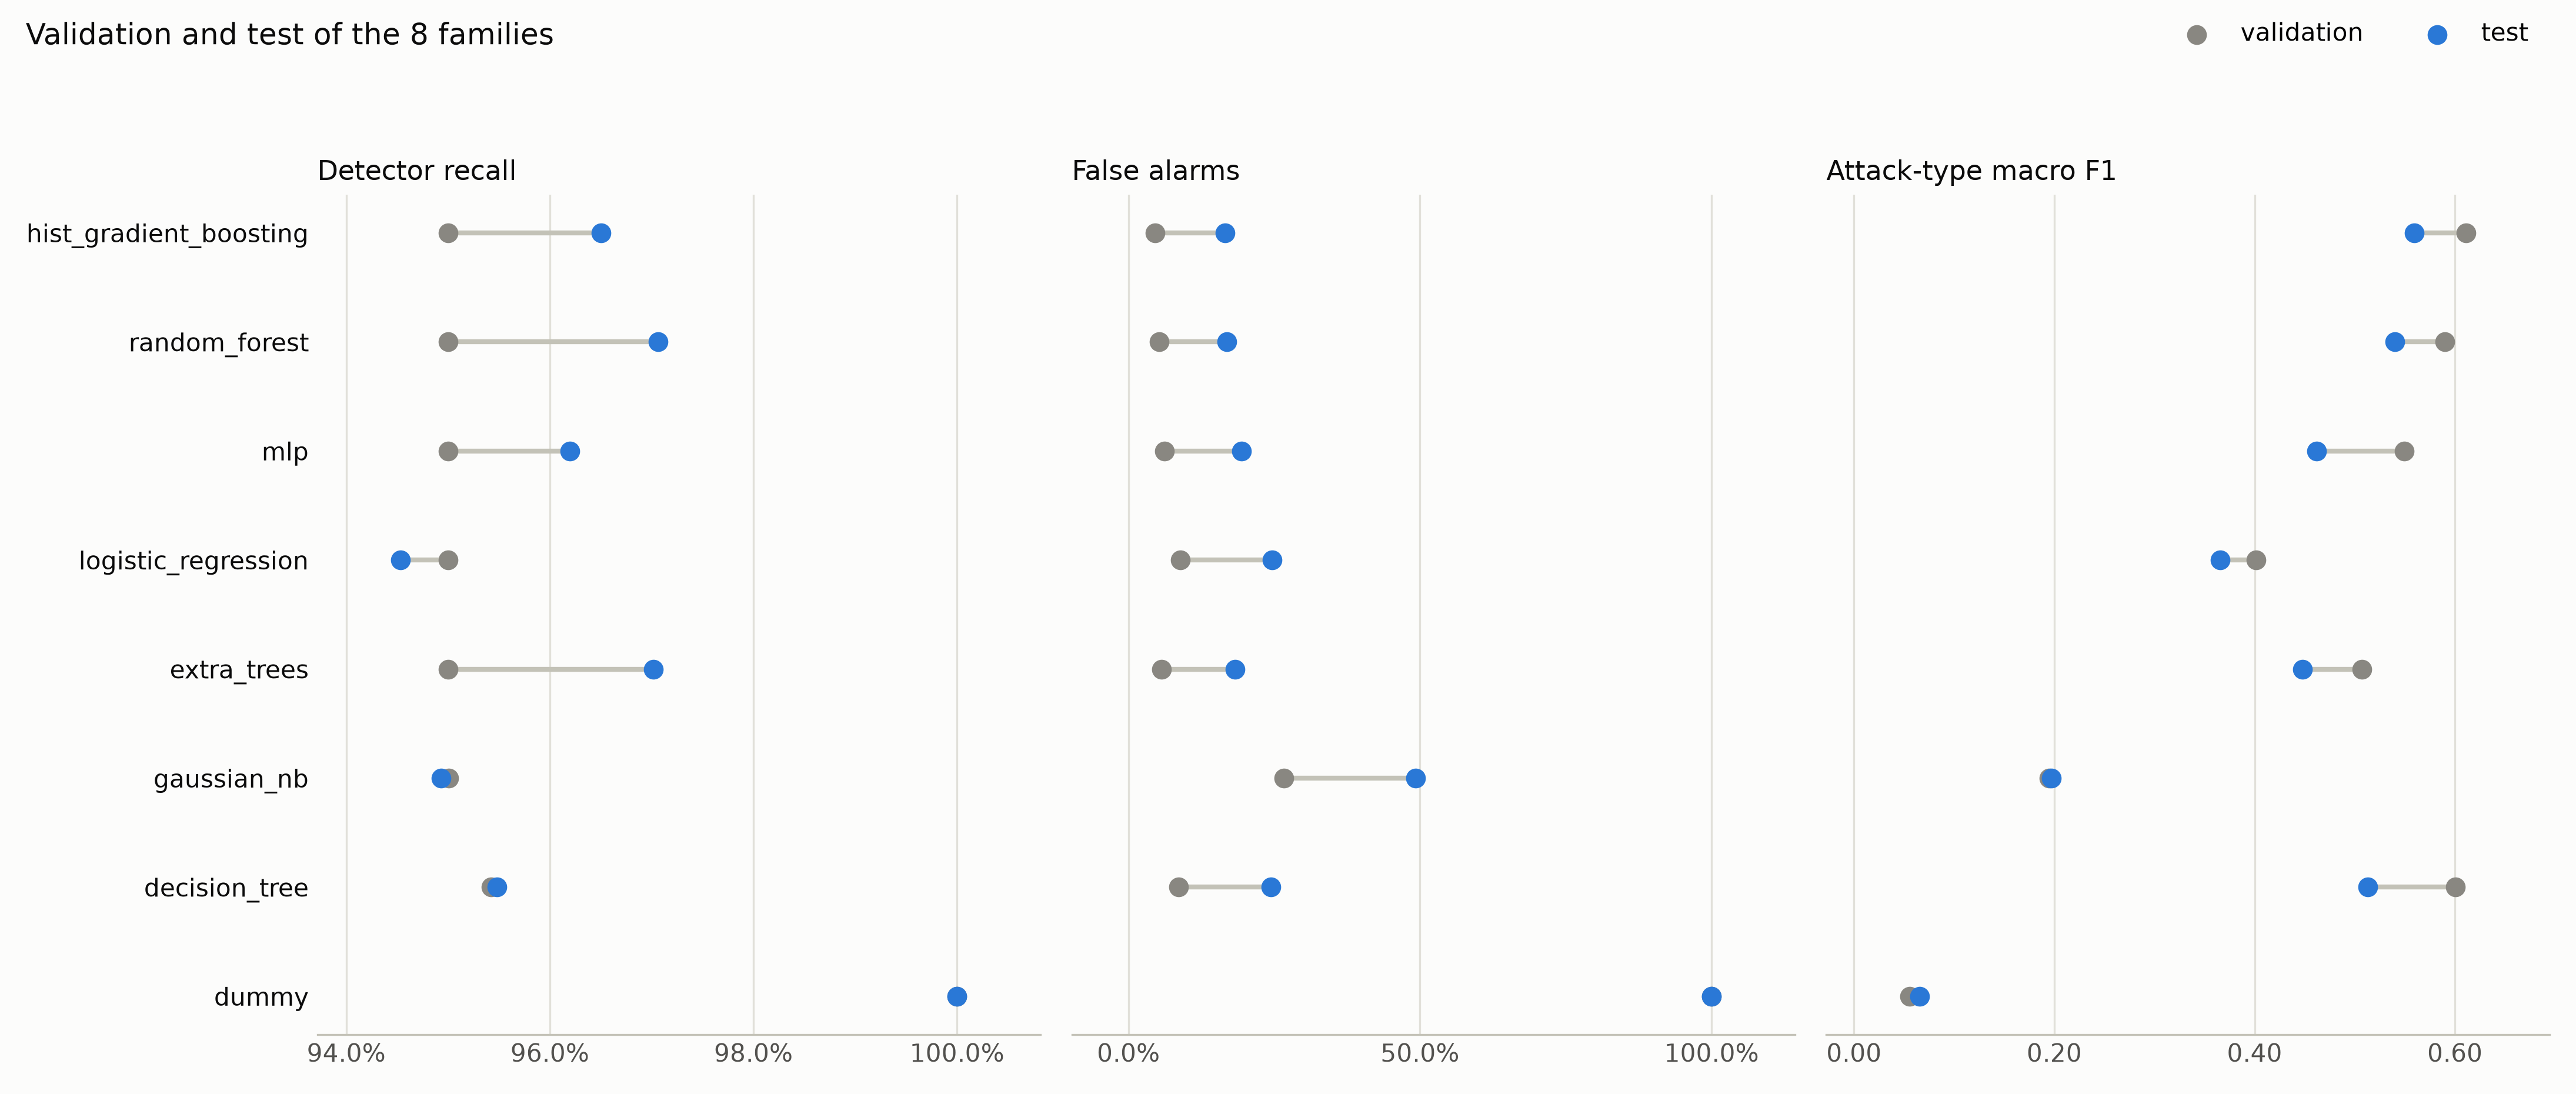 Validation and test of the 8 families
validation
test
Detector recall
False alarms
Attack-type macro F1
hist_gradient_boosting
random_forest
mlp
logistic_regression
extra_trees
gaussian_nb
decision_tree
dummy
94.0% 96.0% 98.0% 100.0%
0.0% 50.0% 100.0%
0.00 0.20 0.40 0.60